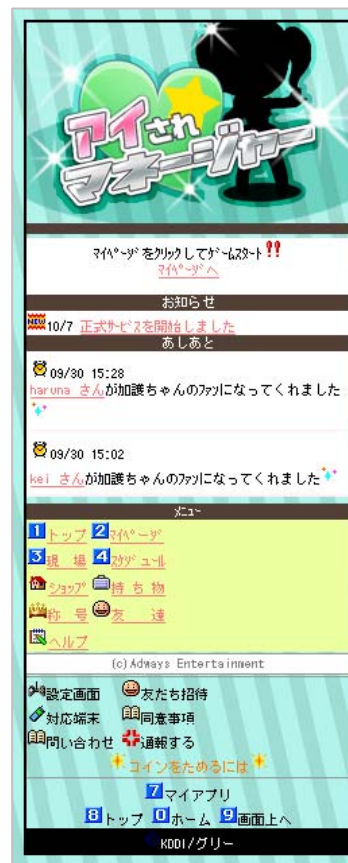 アイされ
マネージャー
ﾏｲﾍﾟｰｼﾞをｸﾘｯｸしてｹﾞｰﾑｽﾀｰﾄ!!
ﾏｲﾍﾟｰｼﾞへ
お知らせ
NEW 10/7 正式ｻｰﾋﾞｽを開始しました
あしあと
09/30 15:28
haruna さんが加護ちゃんのﾌｧﾝになってくれました
09/30 15:02
kei さんが加護ちゃんのﾌｧﾝになってくれました
ﾒﾆｭｰ
1トップ 2ﾏｲﾍﾟｰｼﾞ
3現 場 4ｽｹｼﾞｭｰﾙ
ｼｮｯﾌﾟ 持ち物
称 号 友 達
ヘルプ
(c)Adways Entertainment
設定画面 友だち招待
対応端末 同意事項
問い合わせ 通報する
コインをためるには
7マイアプリ
8トップ 0ホーム 9画面上へ
KDDI/グリー